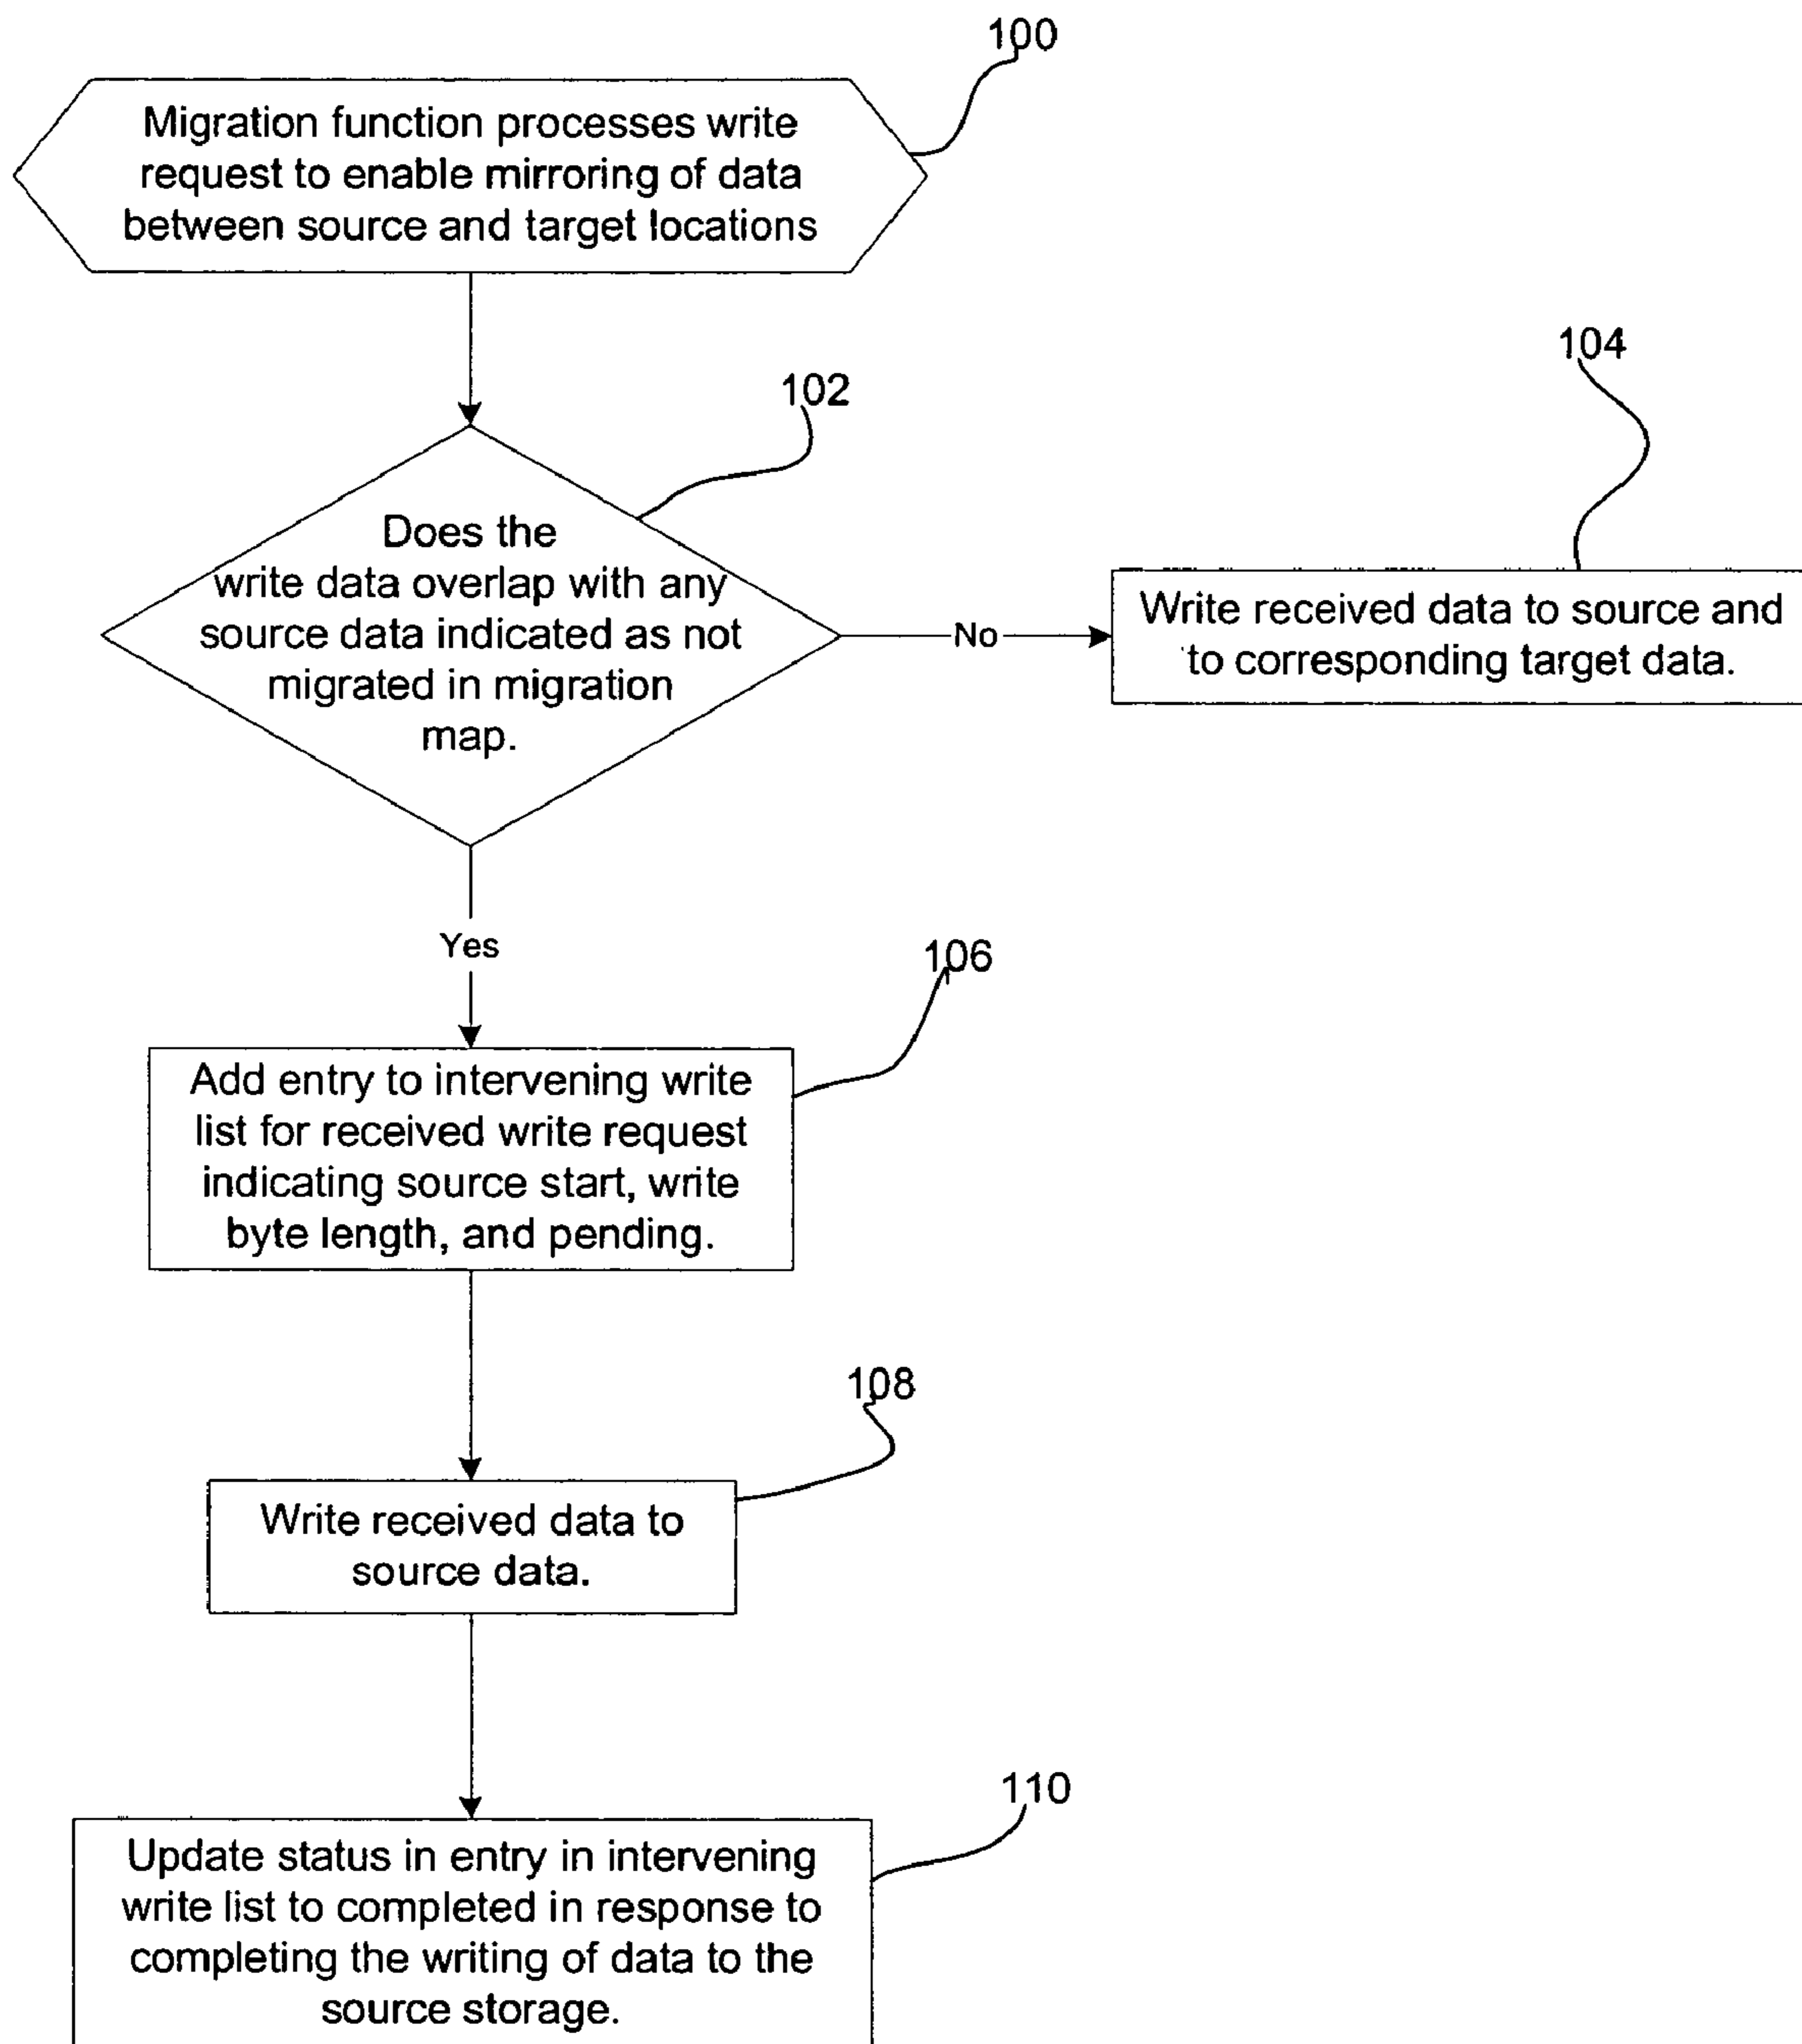 100
Migration function processes write
request to enable mirroring of data
between source and target locations
104
102
Does the
write data overlap with any
source data indicated as not
migrated in migration
map.
No
Write received data to source and
to corresponding target data.
Yes
106
Add entry to intervening write
list for received write request
indicating source start, write
byte length, and pending.
108
Write received data to
source data.
110
Update status in entry in intervening
write list to completed in response to
completing the writing of data to the
source storage.